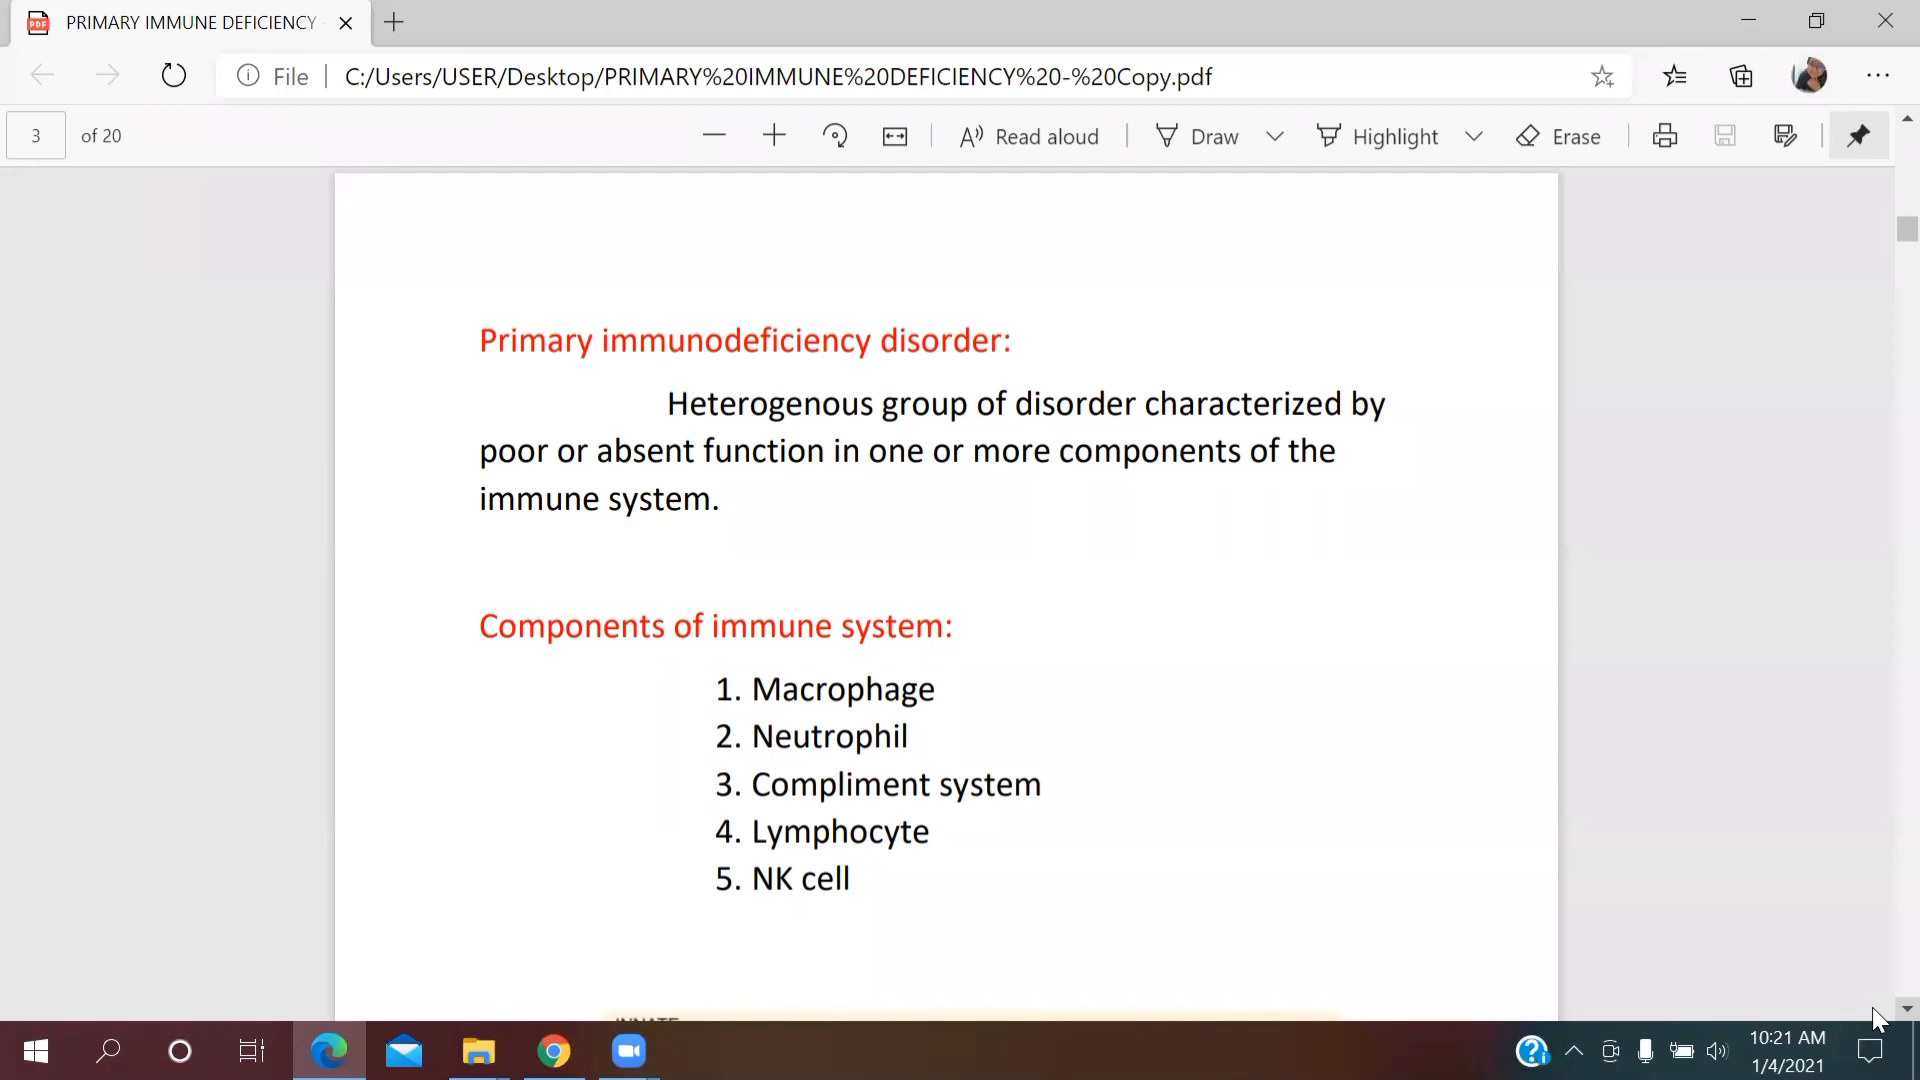 PRIMARY IMMUNE DEFICIENCY
File
C:/Users/USER/Desktop/PRIMARY%20IMMUNE%20DEFICIENCY%20-%20Copy.pdf
3 of 20
Read aloud
Draw
Highlight
Erase
Primary immunodeficiency disorder:
Heterogenous group of disorder characterized by
poor or absent function in one or more components of the
immune system.
Components of immune system:
1. Macrophage
2. Neutrophil
3. Compliment system
4. Lymphocyte
5. NK cell
10:21 AM
1/4/2021